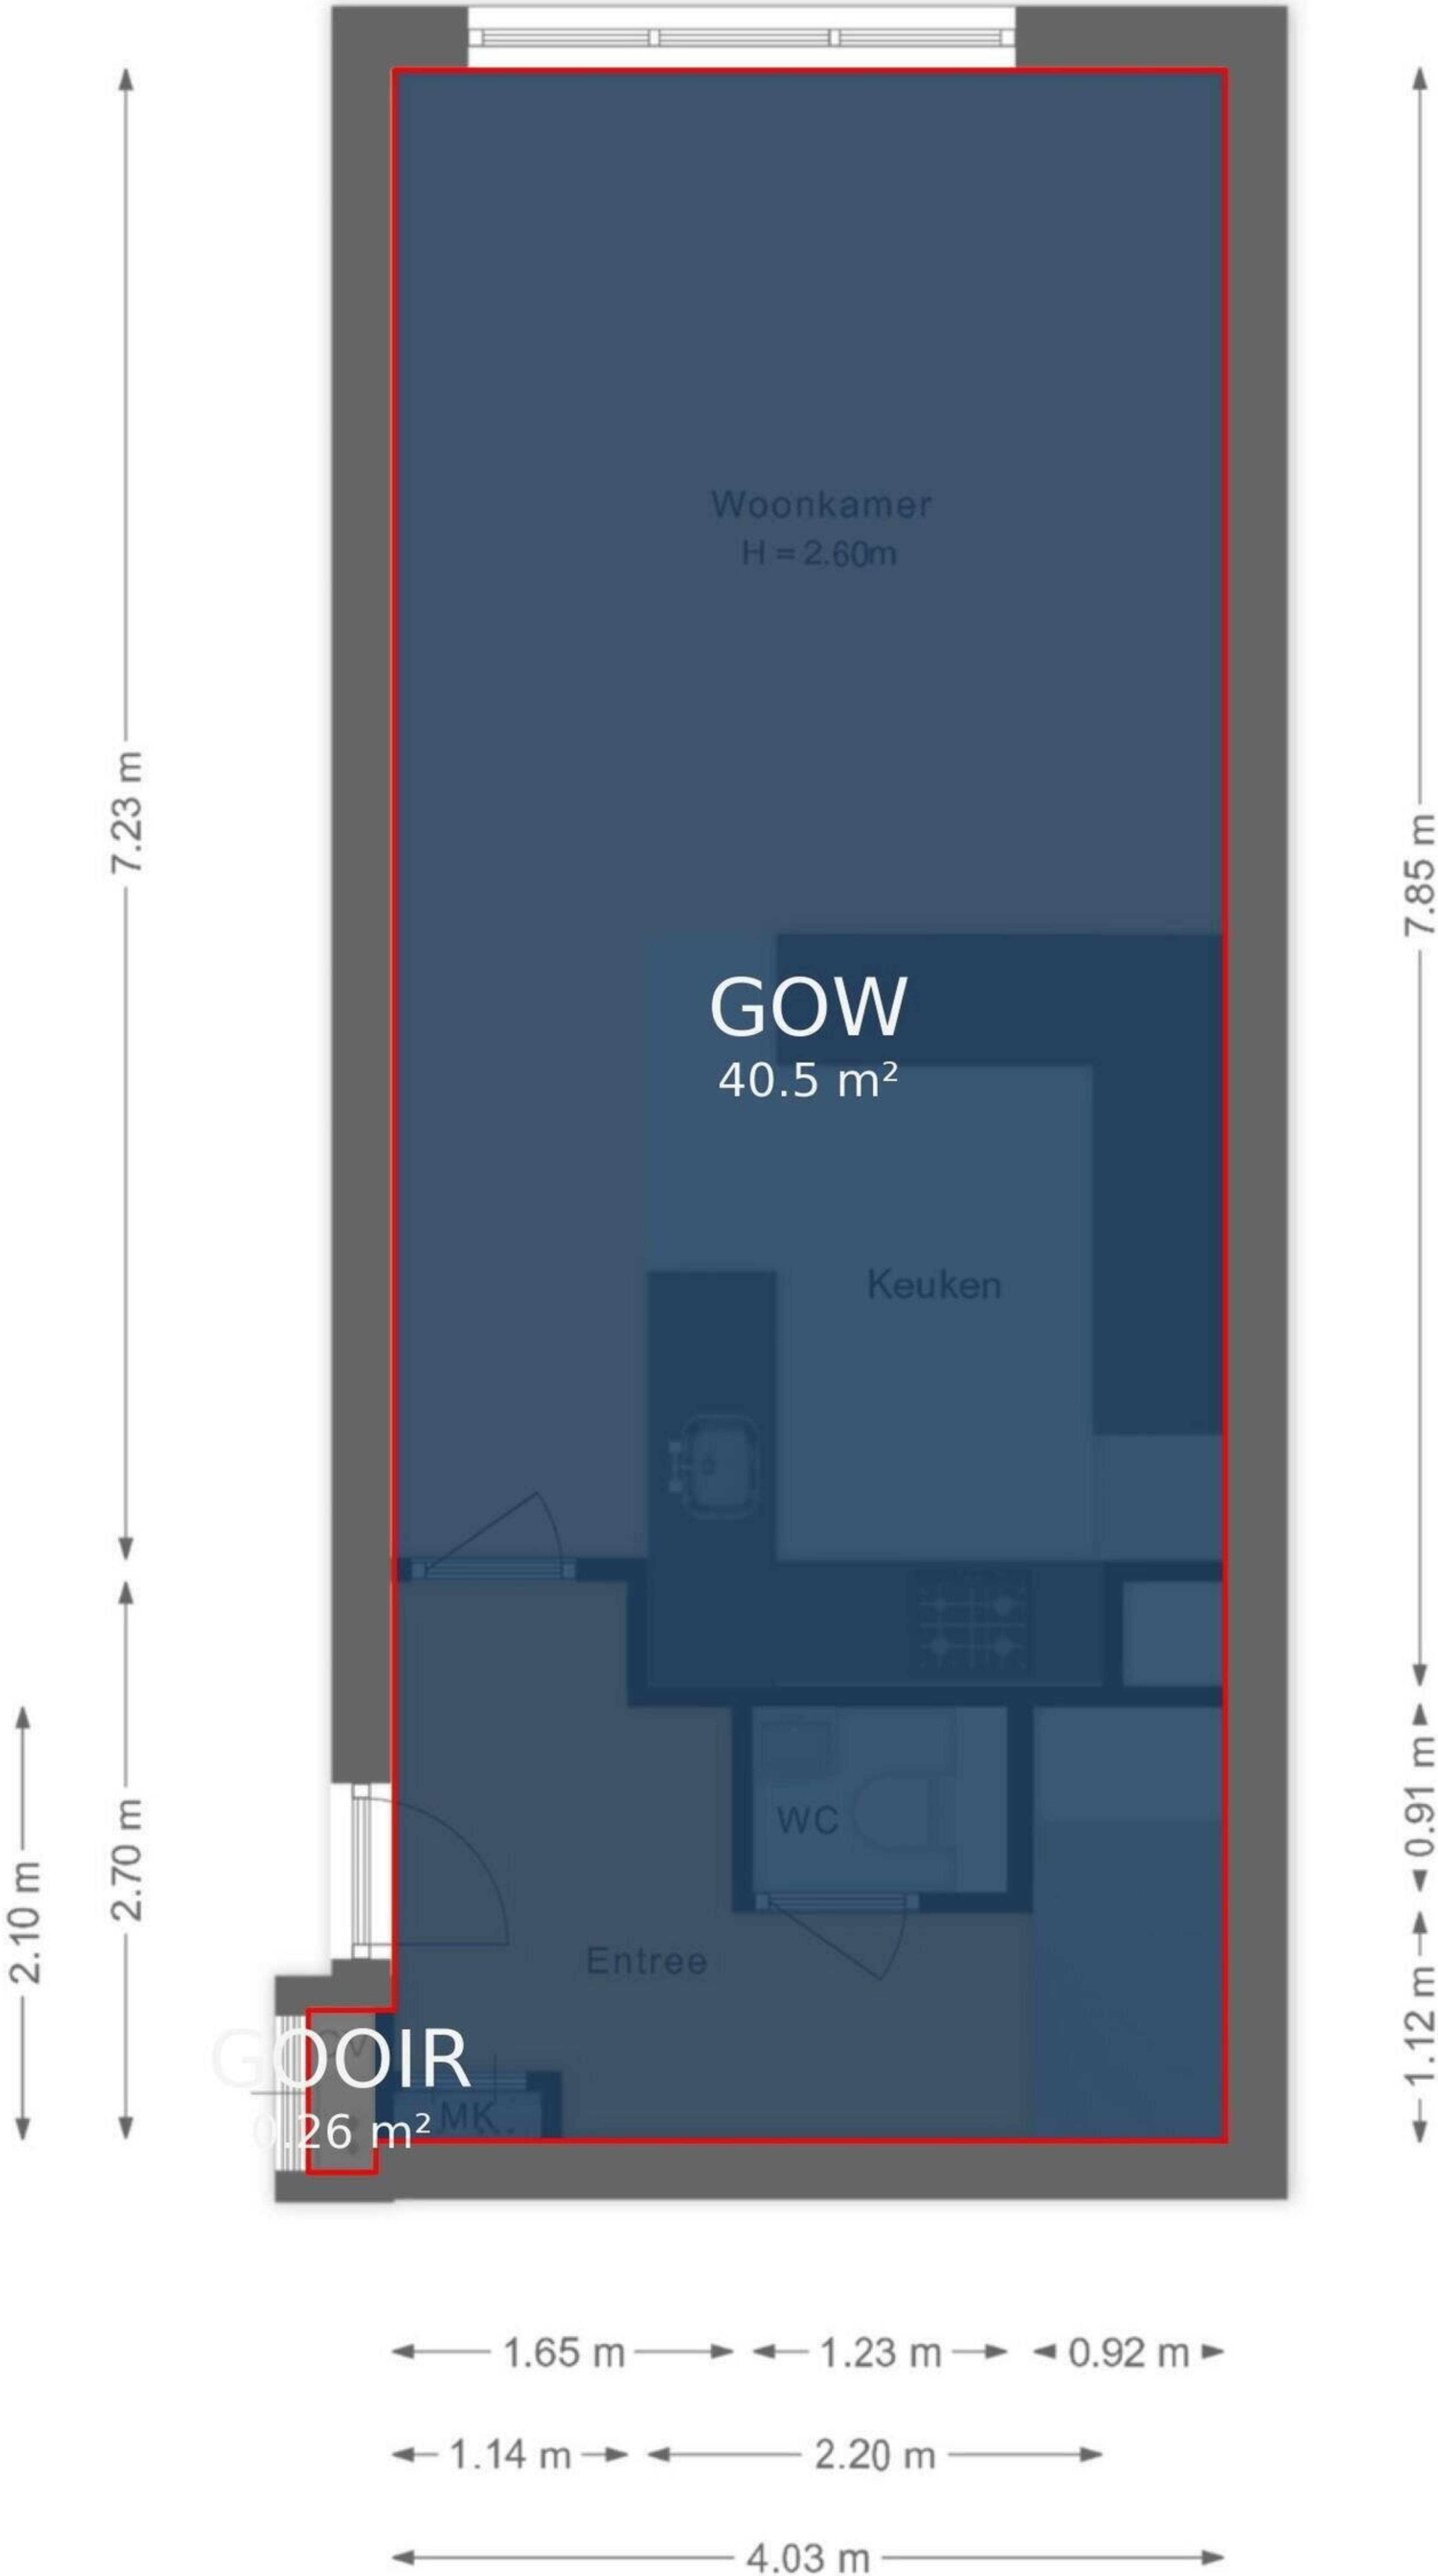 Woonkamer
H = 2.60m
7.23 m
7.85 m
GOW
40.5 m²
Keuken
WC
0.91 m
2.70 m
2.10 m
Entree
1.12 m
GOOIR
0.26 m²
MK.
1.65 m
1.23 m
0.92 m
1.14 m
2.20 m
4.03 m